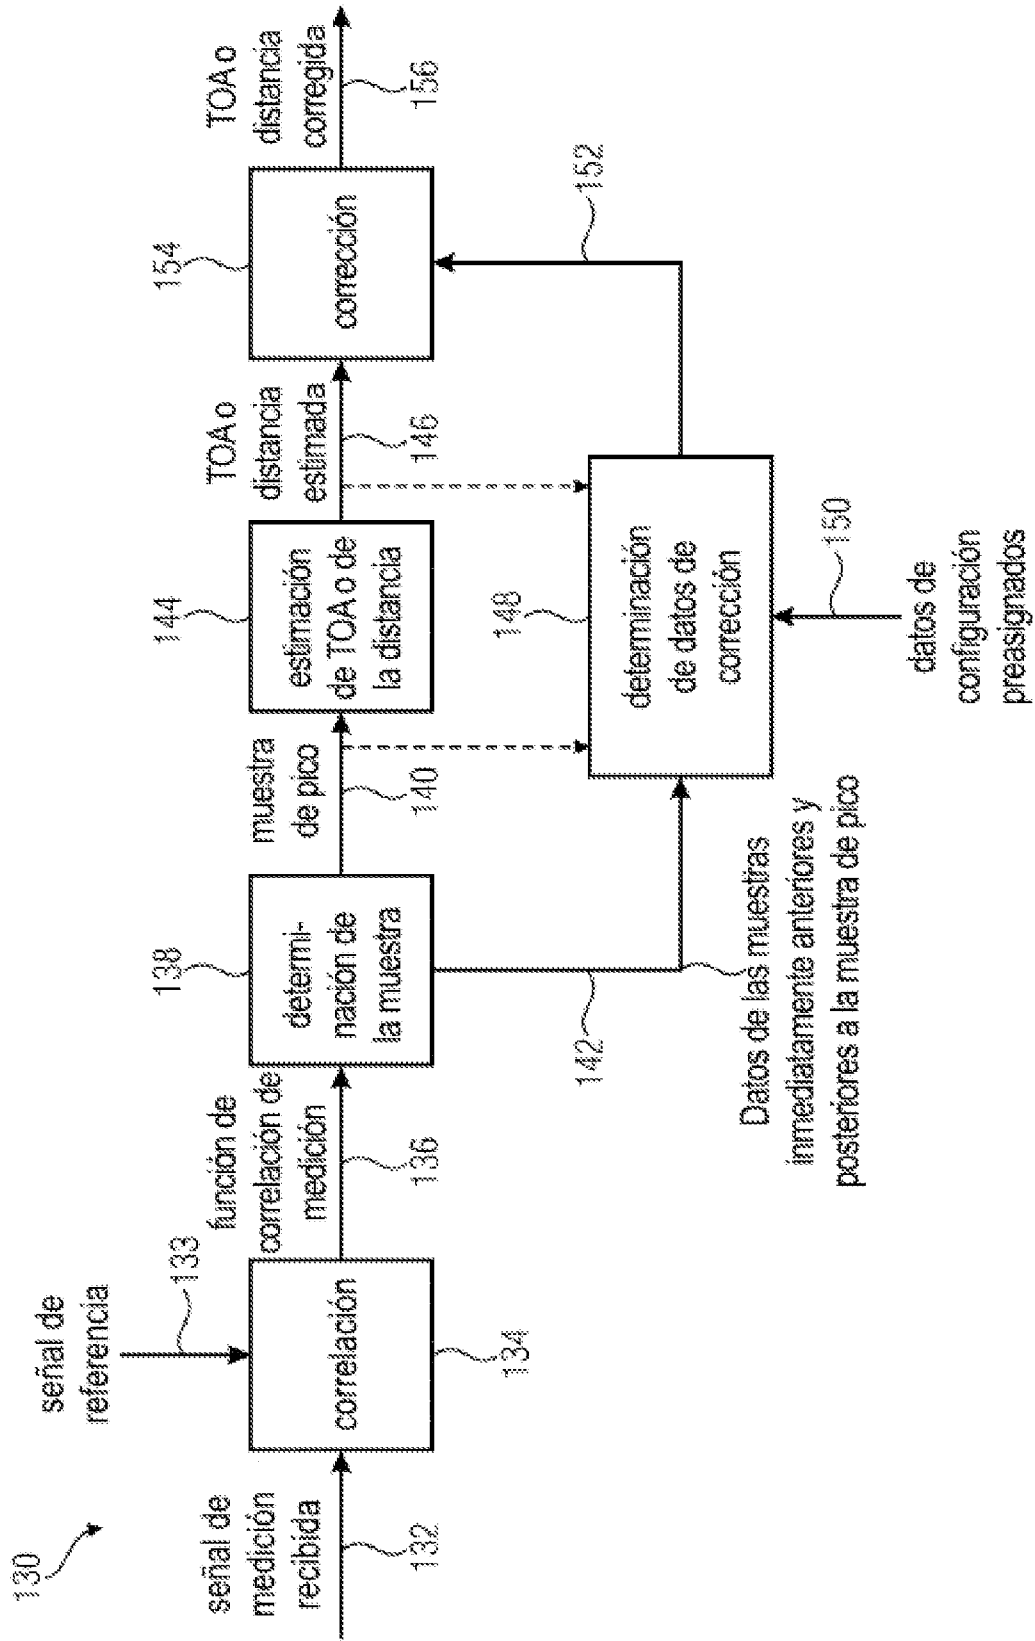 130
señal de
medición
recibida
132
señal de
referencia
133
correlación
134
función de
correlación de
medición
136
138
determi-
nación de
la muestra
142
Datos de las muestras
inmediatamente anteriores y
posteriores a la muestra de pico
muestra
de pico
140
144
estimación
de TOA o de
la distancia
148
determinación
de datos de
corrección
150
datos de
configuración
preasignados
TOA o
distancia
estimada
146
154
corrección
152
TOA o
distancia
corregida
156